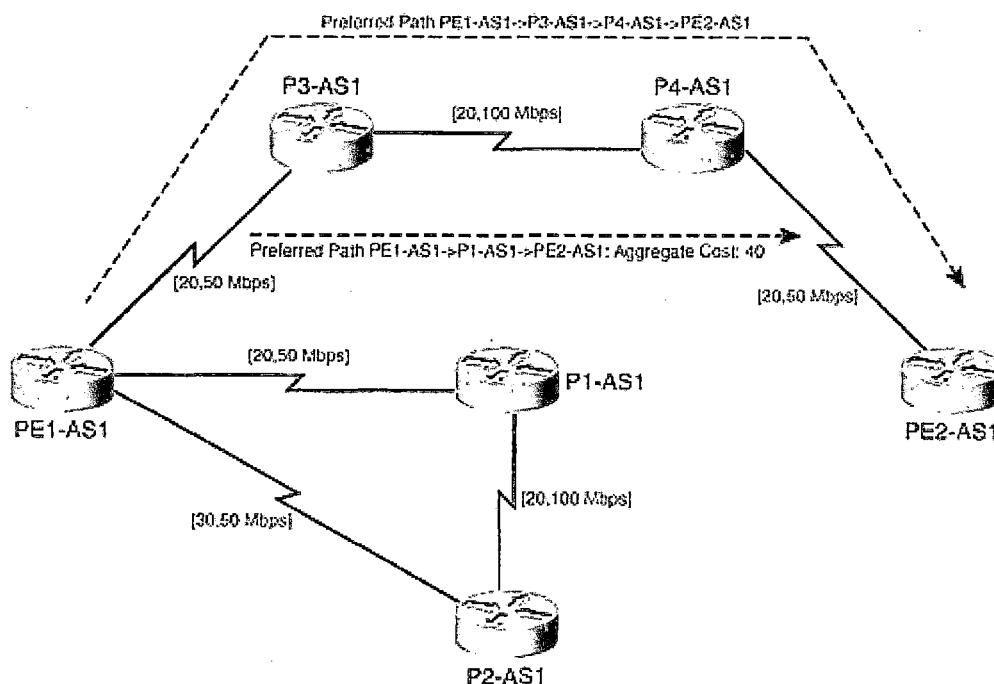 Preferred Path PE1-AS1->P3-AS1->P4-AS1->PE2-AS1
P3-AS1
P4-AS1
[20,100 Mbps]
Preferred Path PE1-AS1->P1-AS1->PE2-AS1: Aggregate Cost: 40
[20,50 Mbps]
[20,50 Mbps]
[20,50 Mbps]
P1-AS1
PE1-AS1
PE2-AS1
[20,100 Mbps]
[30,50 Mbps]
P2-AS1